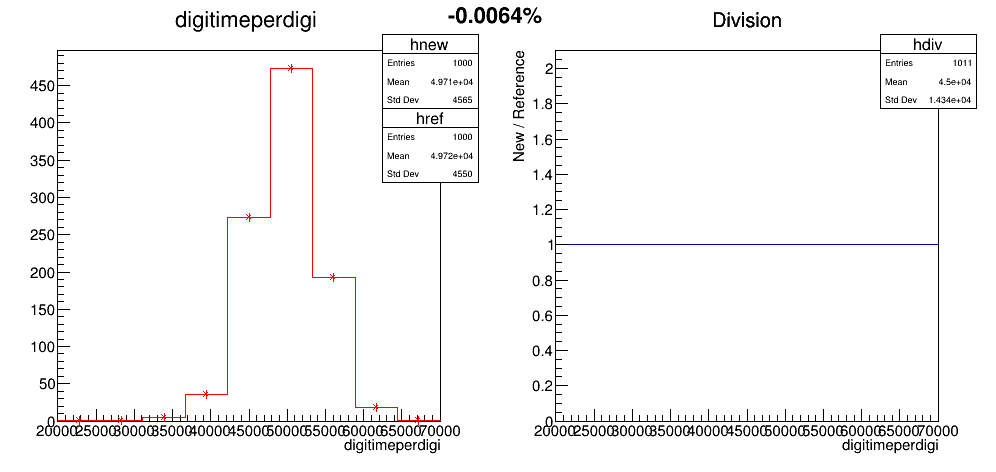 digitimeperdigi
-0.0064%
hnew
Entries 1000
Mean 4.971e+04
Std Dev 4565
href
Entries 1000
Mean 4.972e+04
Std Dev 4550
450
400
350
300
250
200
150
100
50
0
20000 25000 30000 35000 40000 45000 50000 55000 60000 65000 70000
digitimeperdigi
Division
hdiv
Entries 1011
Mean 4.5e+04
Std Dev 1.434e+04
New / Reference
2
1.8
1.6
1.4
1.2
1
0.8
0.6
0.4
0.2
0
20000 25000 30000 35000 40000 45000 50000 55000 60000 65000 70000
digitimeperdigi